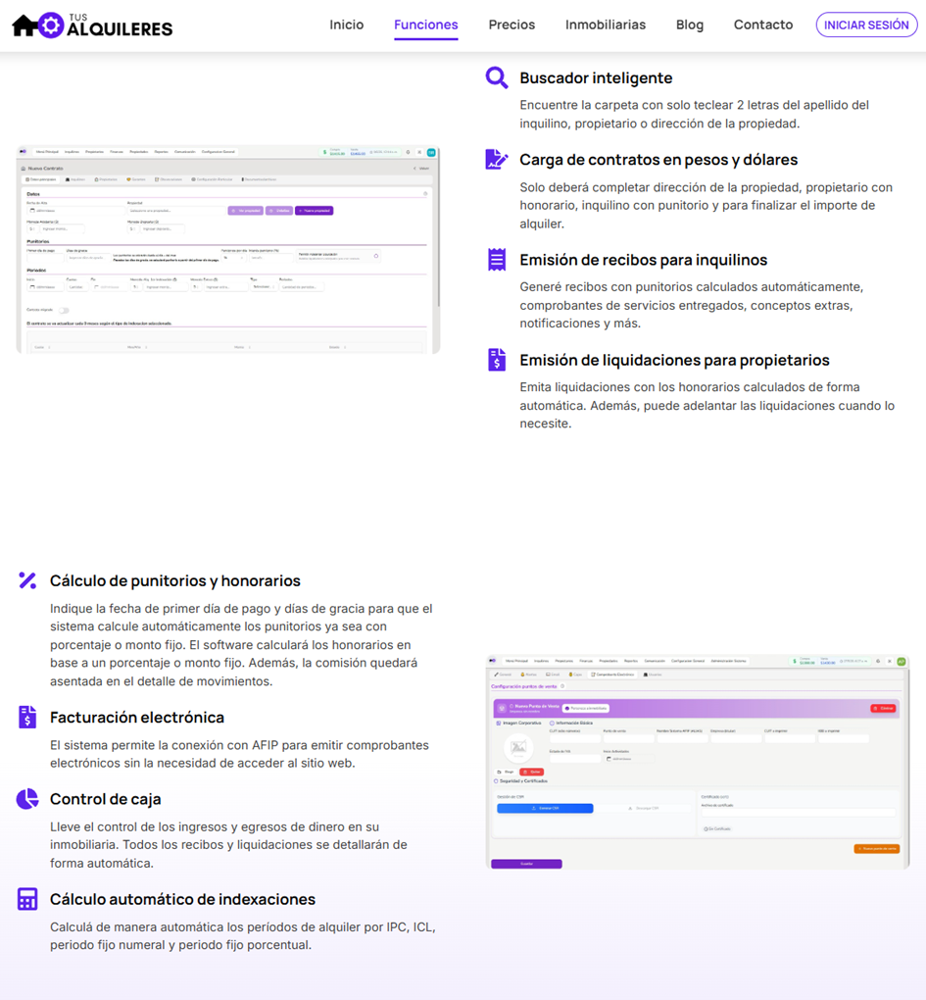 TUS
ALQUILERES
Inicio
Funciones
Precios
Inmobiliarias
Blog
Contacto
INICIAR SESIÓN
Buscador inteligente
Encuentre la carpeta con solo teclear 2 letras del apellido del
inquilino, propietario o dirección de la propiedad.
Carga de contratos en pesos y dólares
Solo deberá completar dirección de la propiedad, propietario con
honorario, inquilino con punitorio y para finalizar el importe de
alquiler.
Emisión de recibos para inquilinos
Generé recibos con punitorios calculados automáticamente,
comprobantes de servicios entregados, conceptos extras,
notificaciones y más.
Emisión de liquidaciones para propietarios
Emita liquidaciones con los honorarios calculados de forma
automática. Además, puede adelantar las liquidaciones cuando lo
necesite.
Nuevo Contrato
Datos
Punitorios
Periodos
Cálculo de punitorios y honorarios
Indique la fecha de primer día de pago y días de gracia para que el
sistema calcule automáticamente los punitorios ya sea con
porcentaje o monto fijo. El software calculará los honorarios en
base a un porcentaje o monto fijo. Además, la comisión quedará
asentada en el detalle de movimientos.
Facturación electrónica
El sistema permite la conexión con AFIP para emitir comprobantes
electrónicos sin la necesidad de acceder al sitio web.
Control de caja
Lleve el control de los ingresos y egresos de dinero en su
inmobiliaria. Todos los recibos y liquidaciones se detallarán de
forma automática.
Cálculo automático de indexaciones
Calculá de manera automática los períodos de alquiler por IPC, ICL,
periodo fijo numeral y periodo fijo porcentual.
Configuración puntos de venta
Nuevo Punto de Venta
Imagen Corporativa
Información Básica
Seguridad y Certificados